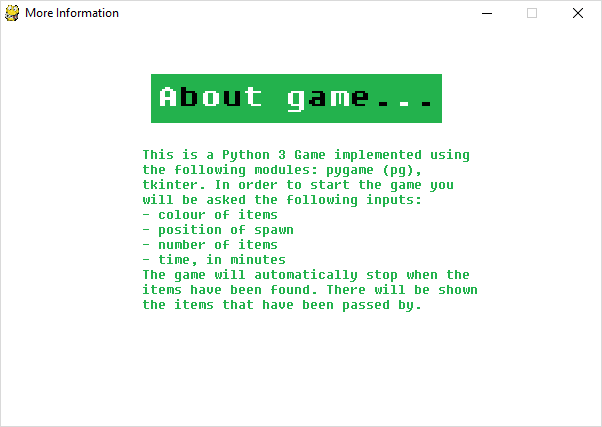 More Information
About game...
This is a Python 3 Game implemented using
the following modules: pygame (pg),
tkinter. In order to start the game you
will be asked the following inputs:
- colour of items
- position of spawn
- number of items
- time, in minutes
The game will automatically stop when the
items have been found. There will be shown
the items that have been passed by.